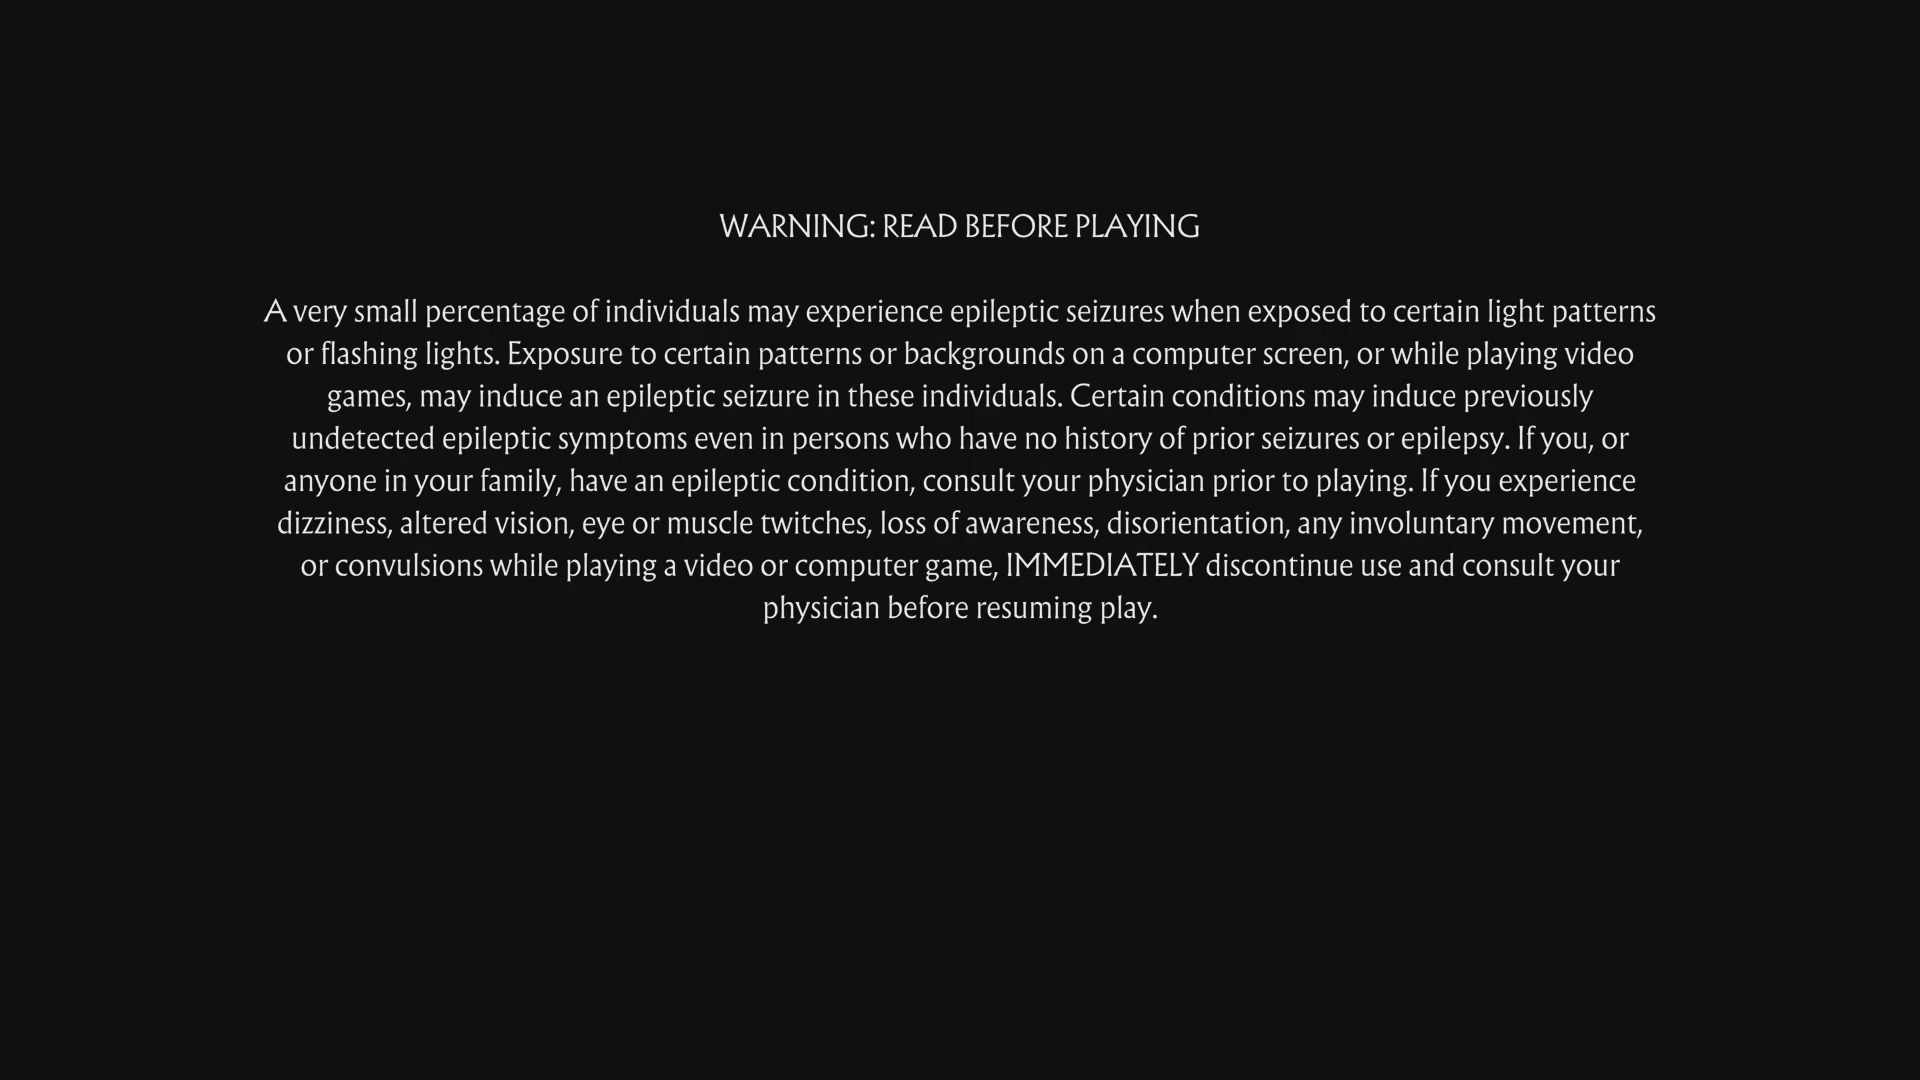 WARNING: READ BEFORE PLAYING
A very small percentage of individuals may experience epileptic seizures when exposed to certain light patterns
or flashing lights. Exposure to certain patterns or backgrounds on a computer screen, or while playing video
games, may induce an epileptic seizure in these individuals. Certain conditions may induce previously
undetected epileptic symptoms even in persons who have no history of prior seizures or epilepsy. If you, or
anyone in your family, have an epileptic condition, consult your physician prior to playing. If you experience
dizziness, altered vision, eye or muscle twitches, loss of awareness, disorientation, any involuntary movement,
or convulsions while playing a video or computer game, IMMEDIATELY discontinue use and consult your
physician before resuming play.